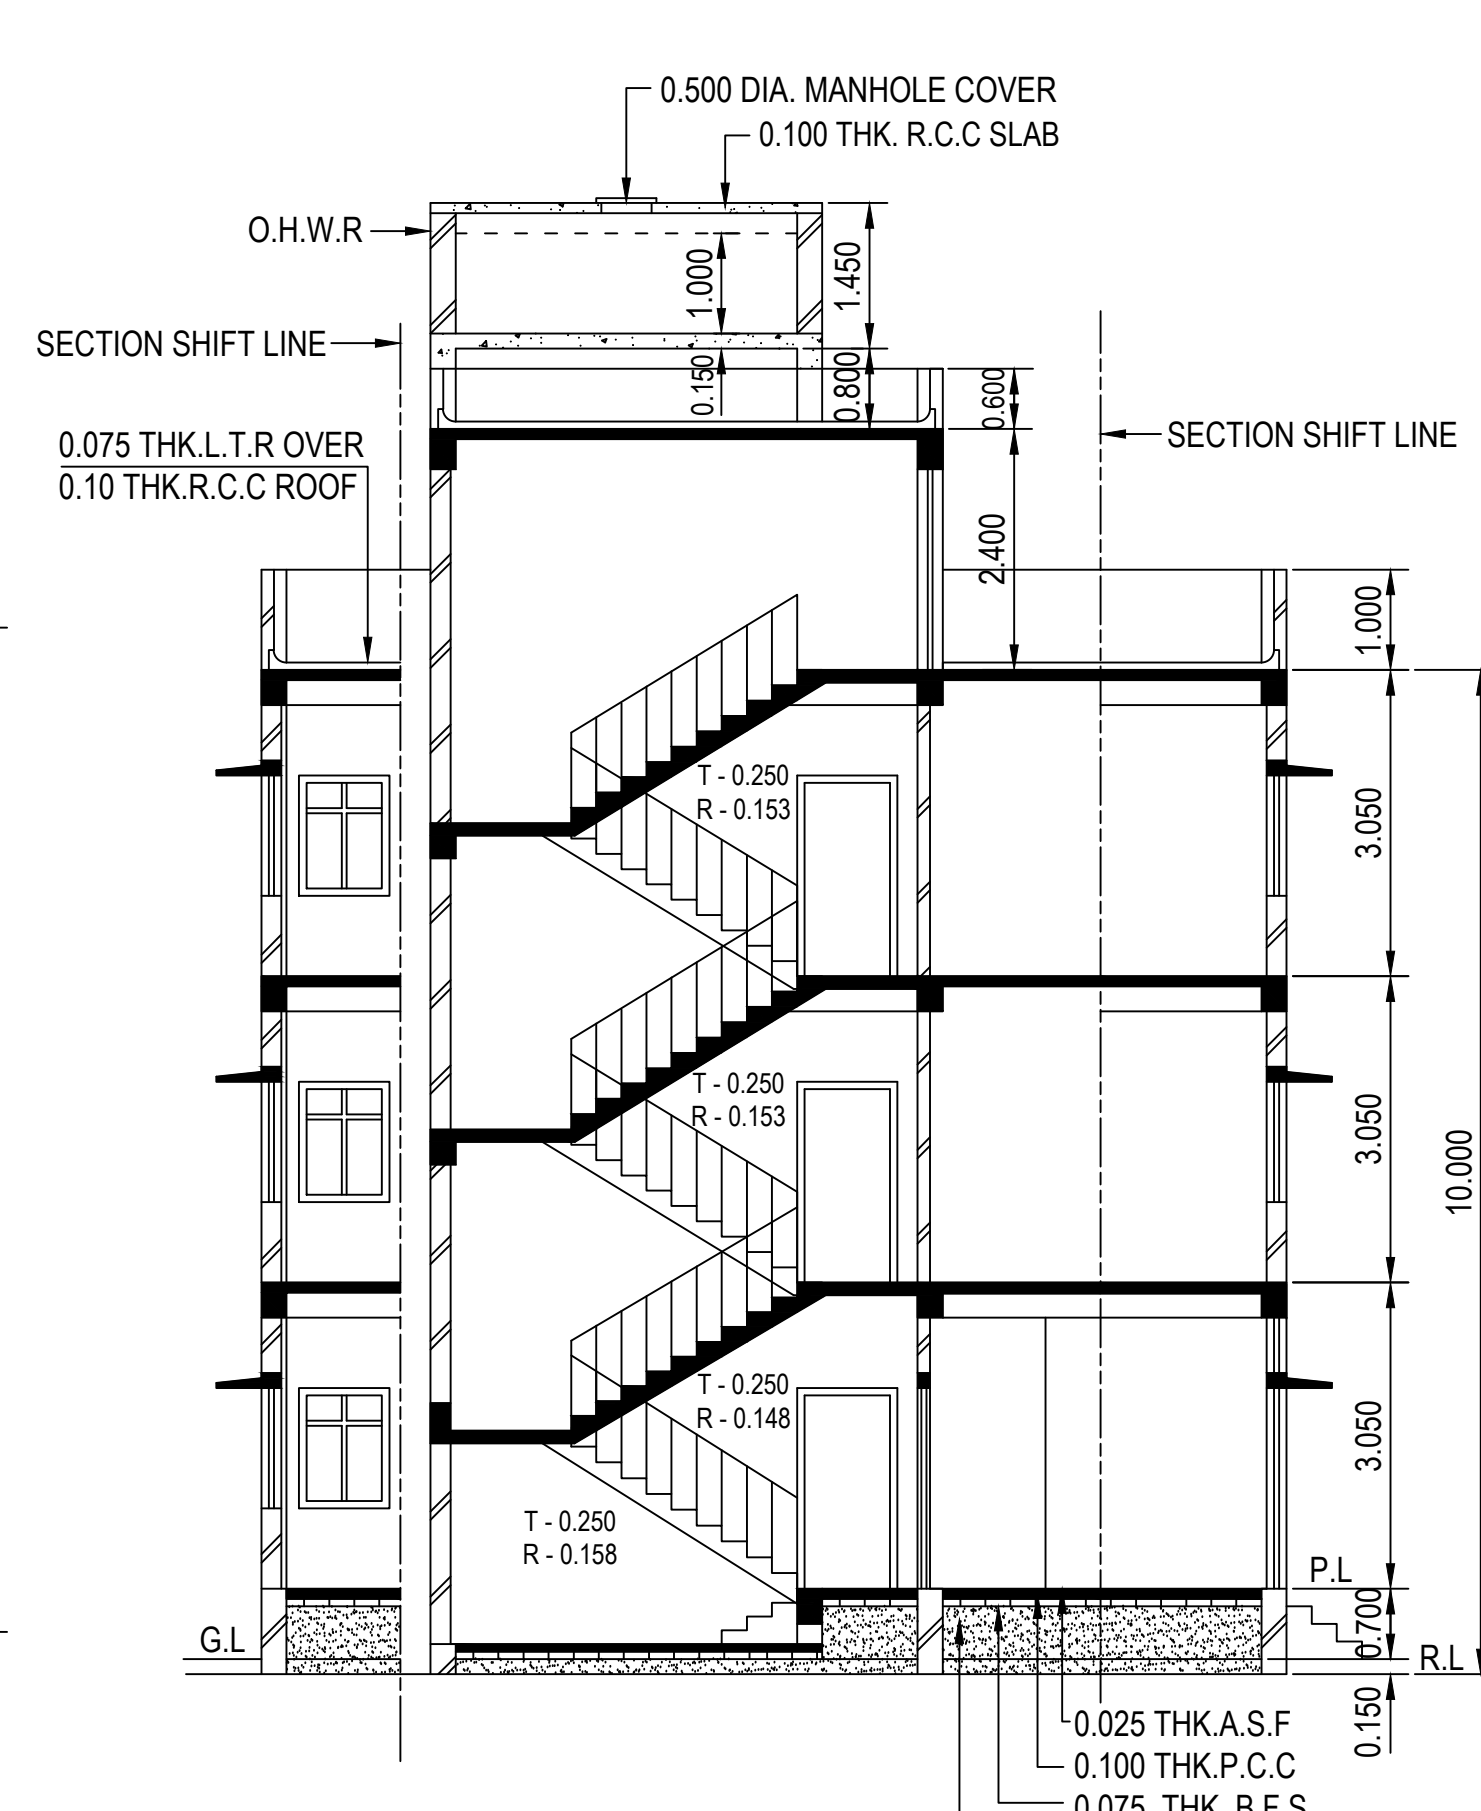 0.500 DIA. MANHOLE COVER
0.100 THK. R.C.C SLAB
O.H.W.R
1.000
1.450
SECTION SHIFT LINE
0.150
0.800
0.600
SECTION SHIFT LINE
0.075 THK.L.T.R OVER
0.10 THK.R.C.C ROOF
2.400
1.000
T - 0.250
R - 0.153
3.050
T - 0.250
R - 0.153
3.050
10.000
T - 0.250
R - 0.148
3.050
T - 0.250
R - 0.158
P.L
0.700
G.L
R.L
0.150
0.025 THK.A.S.F
0.100 THK.P.C.C
0.075 THK. B.F.S